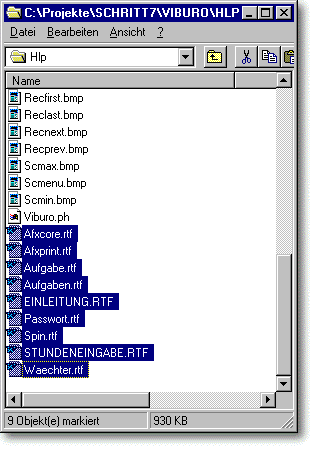 C:\Projekte\SCHRITT7\VIBURO\HLP
Datei Bearbeiten Ansicht ?
Hlp
Name
Recfirst.bmp
Reclast.bmp
Recnext.bmp
Recprev.bmp
Scmax.bmp
Scmenu.bmp
Scmin.bmp
Viburo.ph
Afxcore.rtf
Afxprint.rtf
Aufgabe.rtf
Aufgaben.rtf
EINLEITUNG.RTF
Passwort.rtf
Spin.rtf
STUNDENEINGABE.RTF
Waechter.rtf
9 Objekt(e) markiert 930 KB